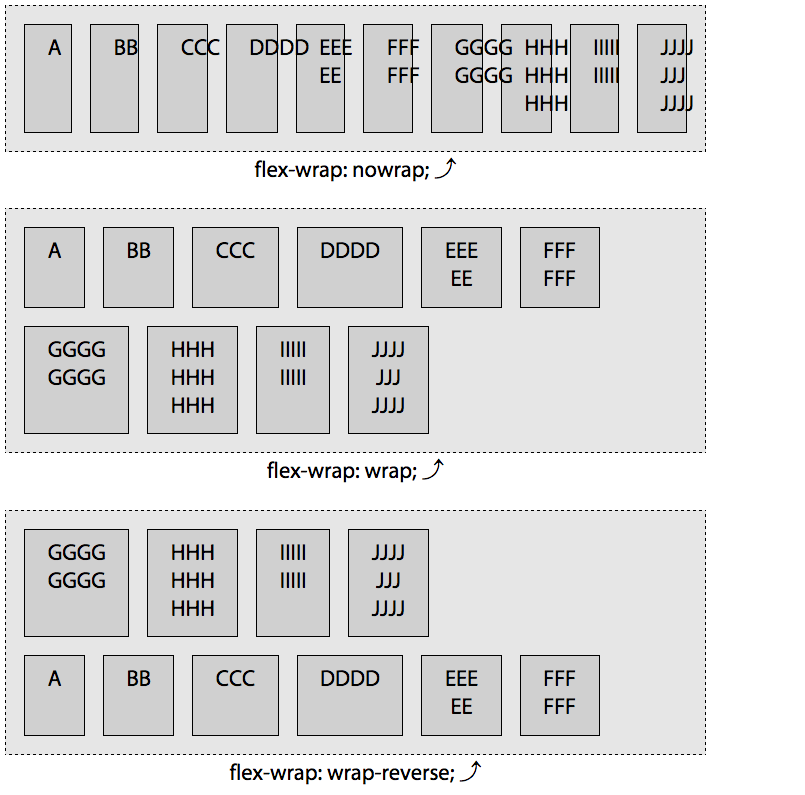 A BB CCC DDDD EEE FFF GGGG HHH IIIII JJJJ
EE FFF GGGG HHH IIIII JJJ
HHH JJJJ
flex-wrap: nowrap;
A BB CCC DDDD EEE FFF
EE FFF
GGGG HHH IIIII JJJJ
GGGG HHH IIIII JJJ
HHH JJJJ
flex-wrap: wrap;
GGGG HHH IIIII JJJJ
GGGG HHH IIIII JJJ
HHH JJJJ
A BB CCC DDDD EEE FFF
EE FFF
flex-wrap: wrap-reverse;